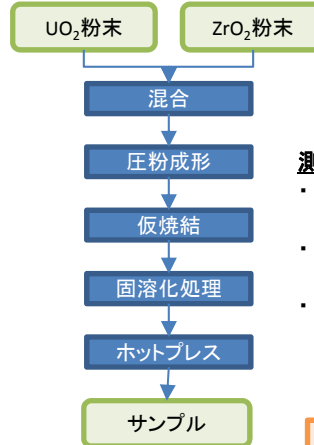 UO₂粉末
ZrO₂粉末
混合
圧粉成形
仮焼結
固溶化処理
ホットプレス
サンプル
測
・
・
・